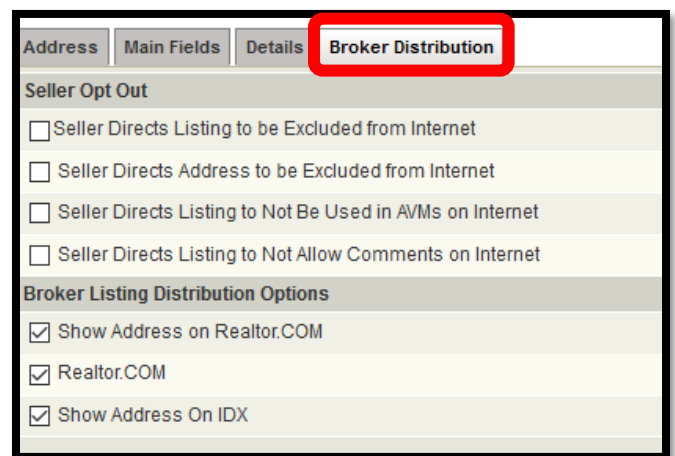 Address Main Fields Details Broker Distribution
Seller Opt Out
Seller Directs Listing to be Excluded from Internet
Seller Directs Address to be Excluded from Internet
Seller Directs Listing to Not Be Used in AVMs on Internet
Seller Directs Listing to Not Allow Comments on Internet
Broker Listing Distribution Options
Show Address on Realtor.COM
Realtor.COM
Show Address On IDX